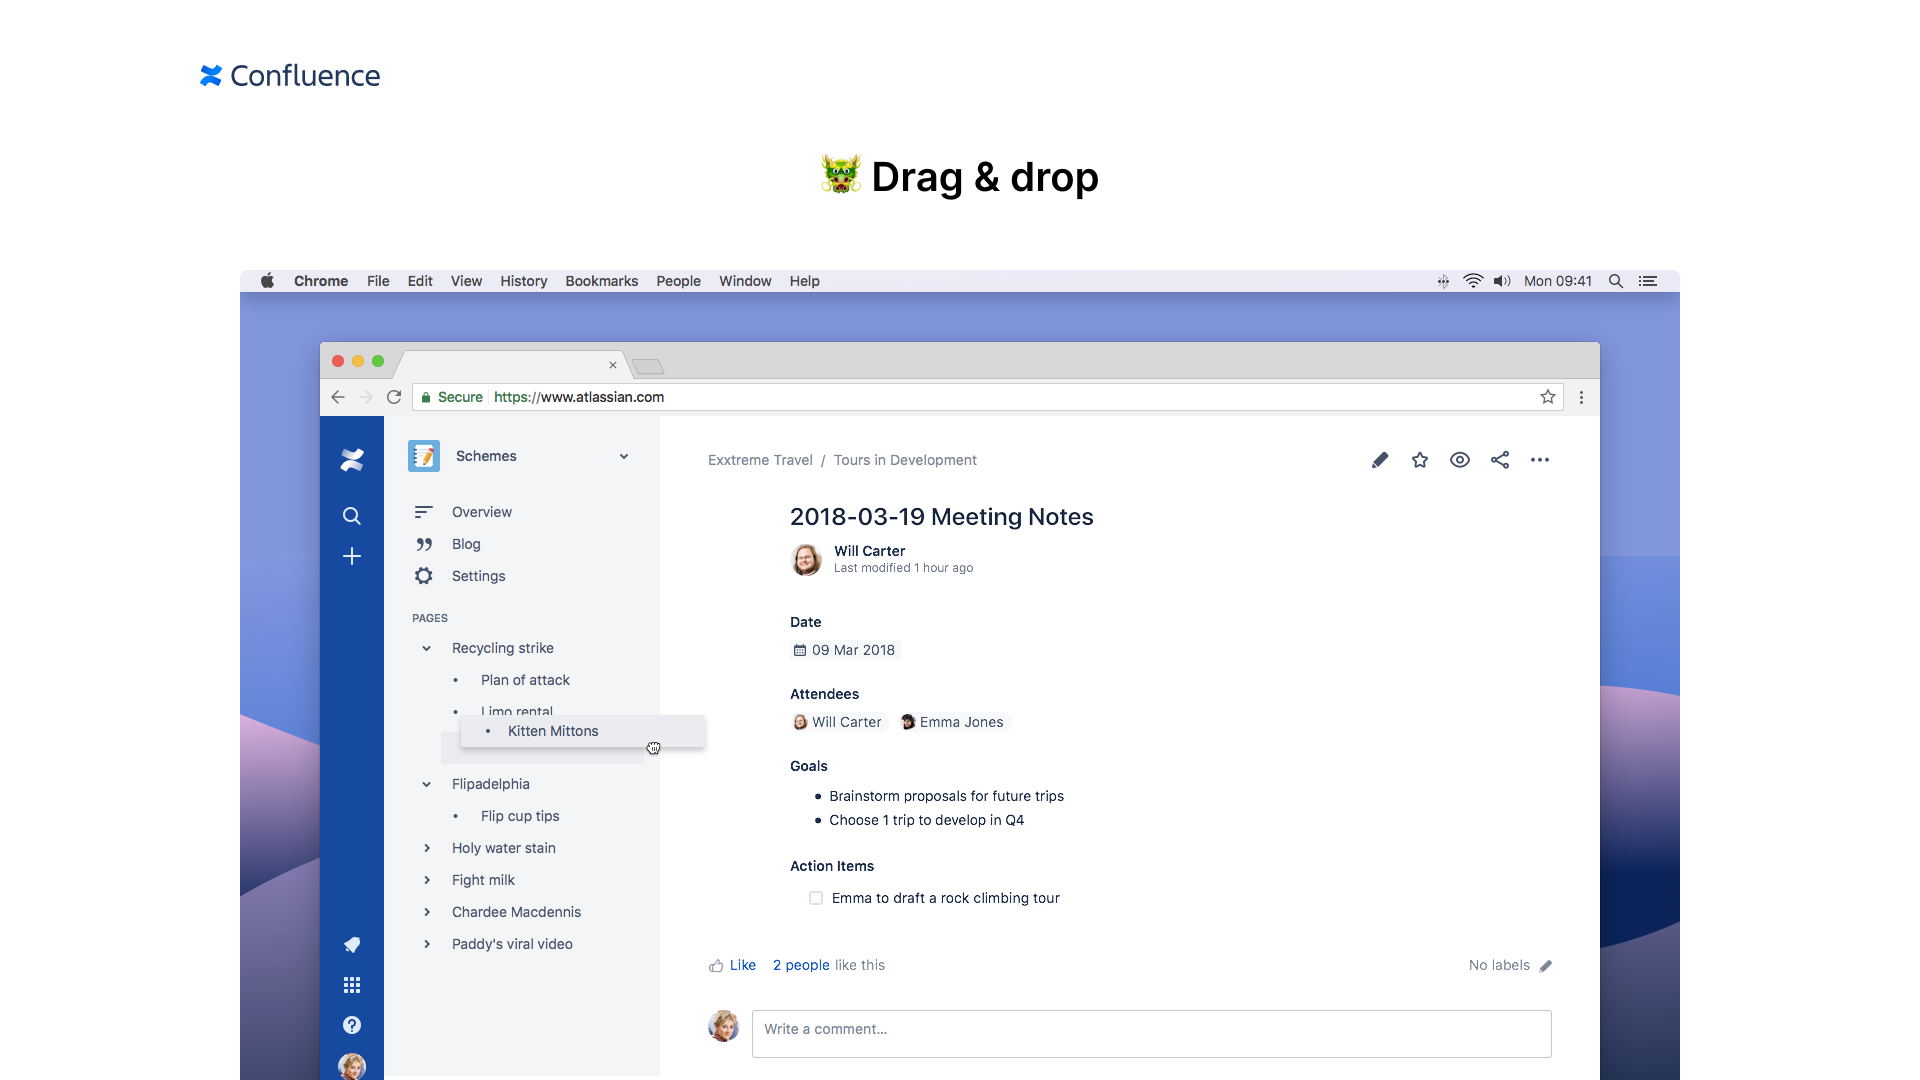 Confluence
Drag & drop
Chrome File Edit View History Bookmarks People Window Help Mon 09:41
Secure https://www.atlassian.com
Schemes
Overview
Blog
Settings
PAGES
Recycling strike
Plan of attack
Limo rental
Kitten Mittons
Flipadelphia
Flip cup tips
Holy water stain
Fight milk
Chardee Macdennis
Paddy's viral video
Exxtreme Travel / Tours in Development
2018-03-19 Meeting Notes
Will Carter
Last modified 1 hour ago
Date
09 Mar 2018
Attendees
Will Carter Emma Jones
Goals
• Brainstorm proposals for future trips
• Choose 1 trip to develop in Q4
Action Items
Emma to draft a rock climbing tour
Like 2 people like this No labels
Write a comment...